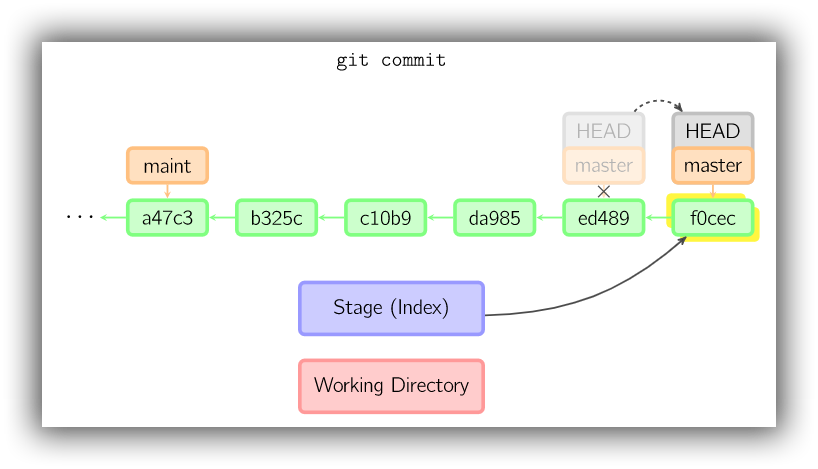 git commit
HEAD
HEAD
maint
master
master
···
a47c3
b325c
c10b9
da985
ed489
f0cec
Stage (Index)
Working Directory